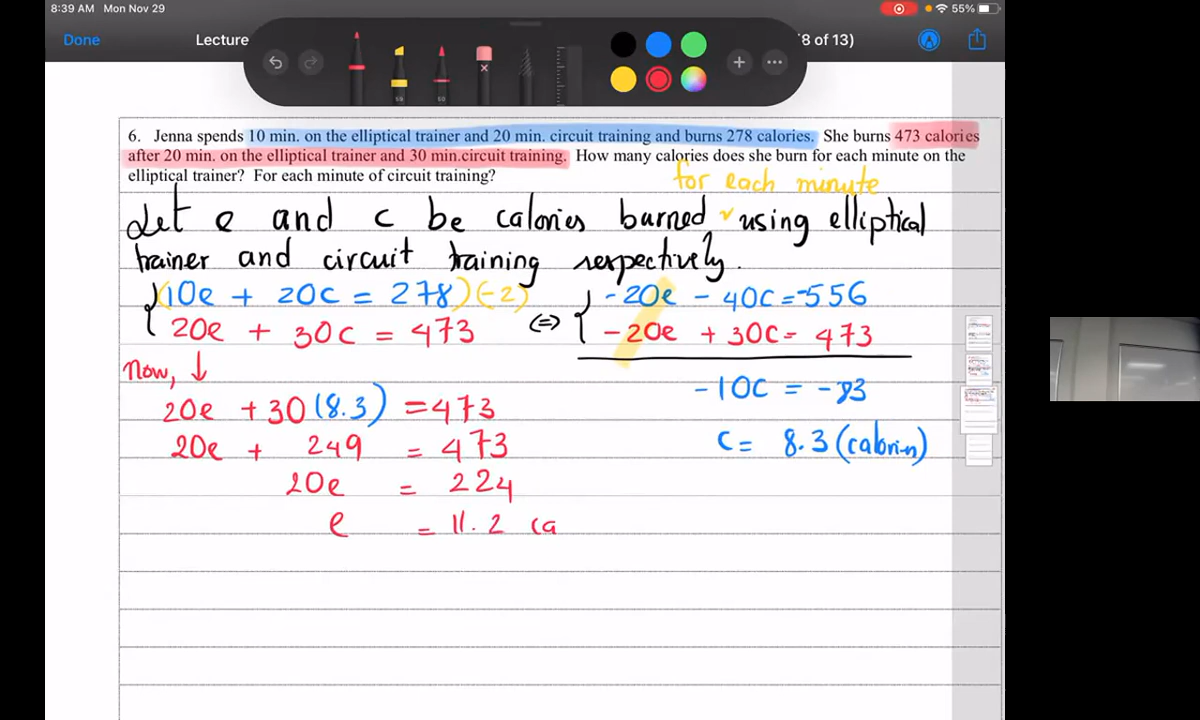 8:39 AM Mon Nov 29
55%
Done
Lecture
(8 of 13)
6. Jenna spends 10 min. on the elliptical trainer and 20 min. circuit training and burns 278 calories. She burns 473 calories
after 20 min. on the elliptical trainer and 30 min.circuit training. How many calories does she burn for each minute on the
elliptical trainer? For each minute of circuit training?
for each minute
Let e and c be calories burned using elliptical
trainer and circuit training respectively.
(10e + 20c = 278)(-2)
20e + 30c = 473
⇔
-20e - 40c = -556
-20e + 30c = 473
-10c = -83
c = 8.3
Now, ↓
20e + 30(8.3) = 473
20e + 249 = 473
20e = 224
e = 11.2 ca